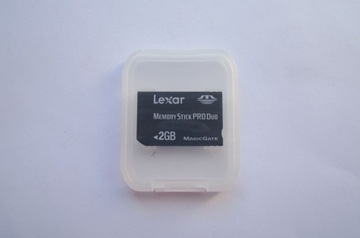 Lexar
MEMORY STICK PRO DUO
2GB
MAGICGATE